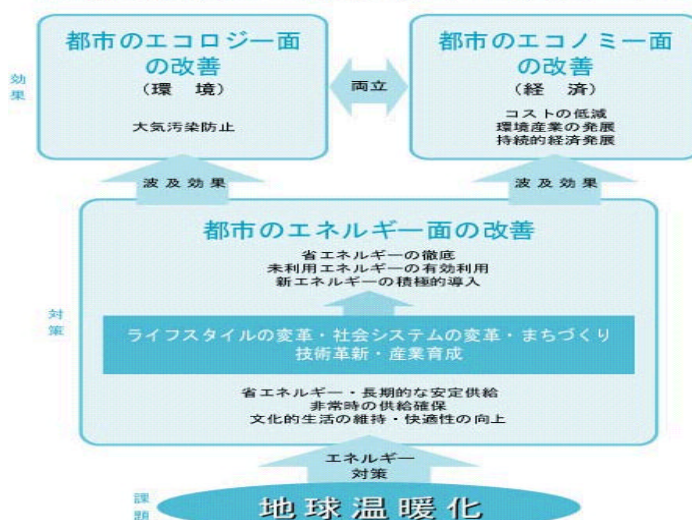 都市のエコロジー面
の改善
（環　境）
大気汚染防止
両立
都市のエコノミー面
の改善
（経　済）
コストの低減
環境産業の発展
持続的経済発展
効果
波及効果
波及効果
都市のエネルギー面の改善
省エネルギーの徹底
未利用エネルギーの有効利用
新エネルギーの積極的導入
対策
ライフスタイルの変革・社会システムの変革・まちづくり
技術革新・産業育成
省エネルギー・長期的な安定供給
非常時の供給確保
文化的生活の維持・快適性の向上
エネルギー
対策
課題
地球温暖化